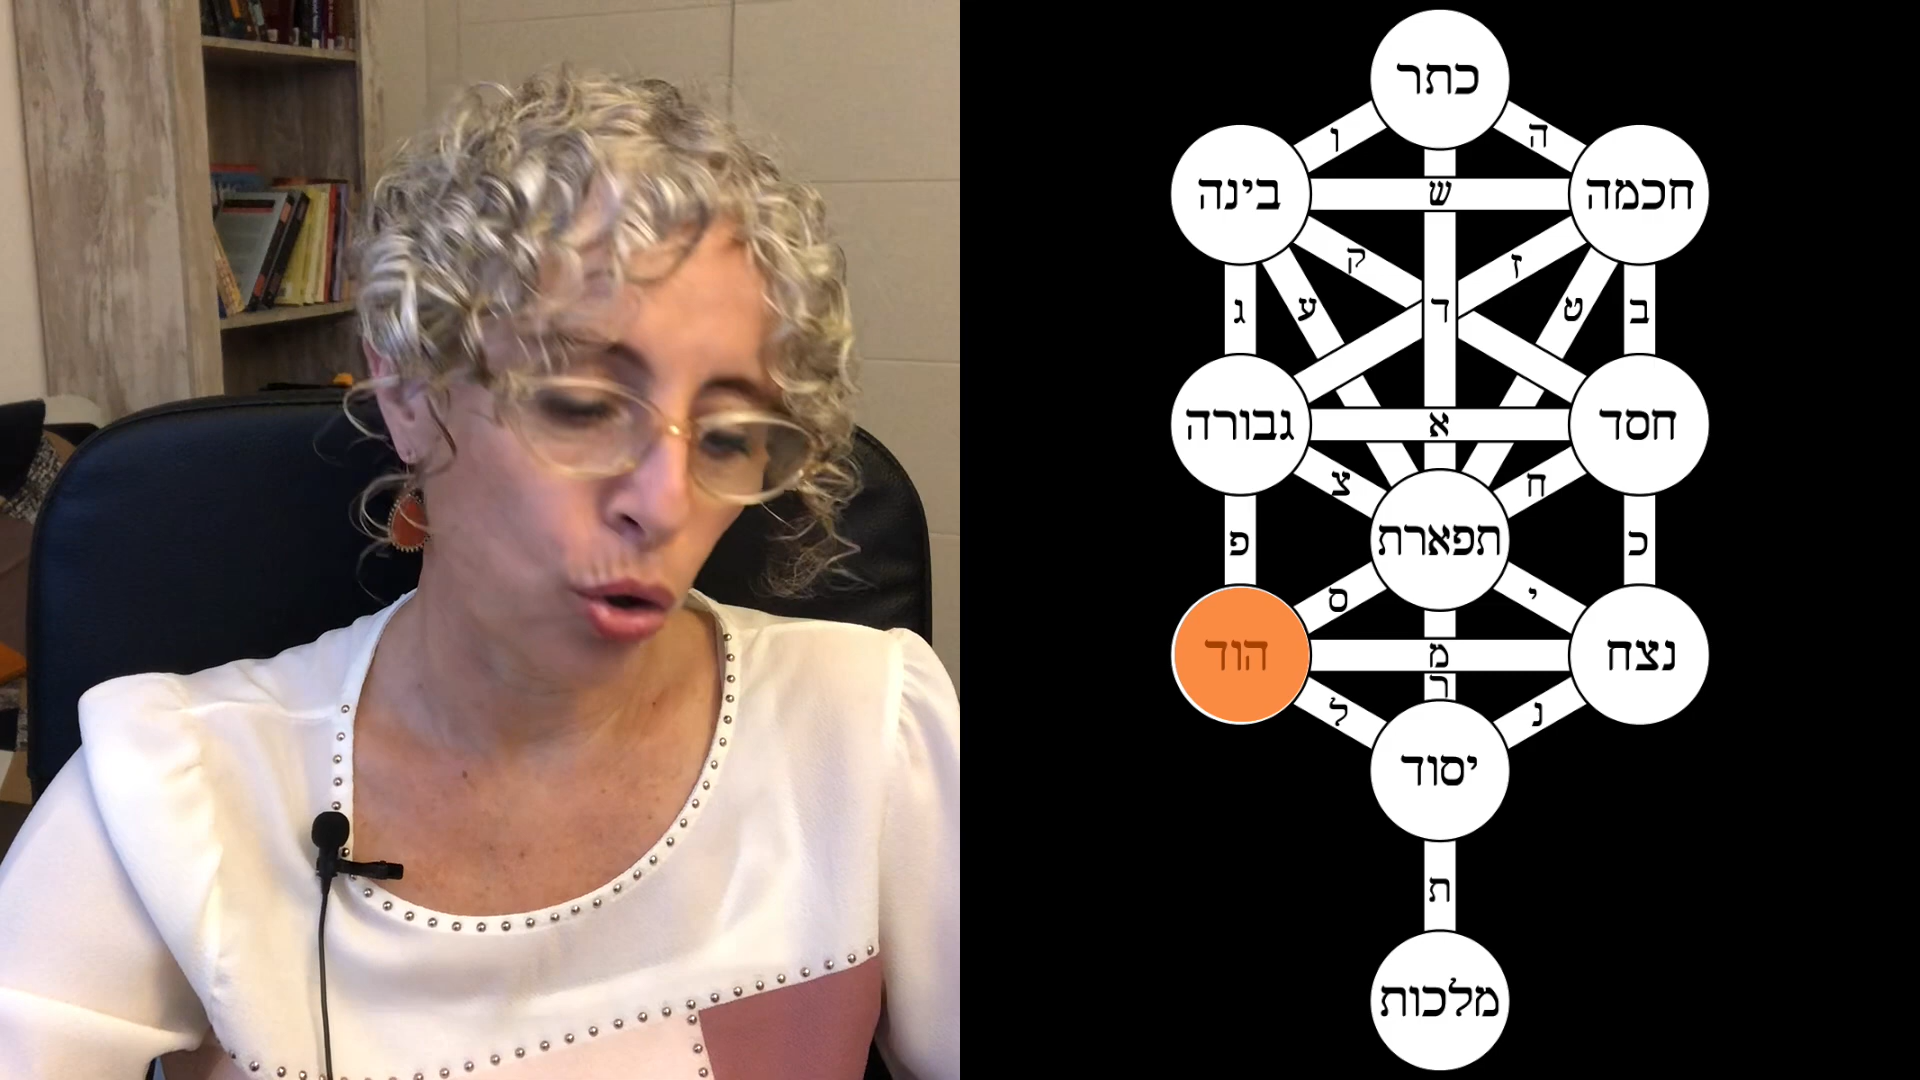 כתר
ה
ו
חכמה
ש
בינה
ז
ק
ב
ט
ד
ע
ג
חסד
א
גבורה
ח
צ
כ
תפארת
פ
י
ס
נצח
מ
הוד
ר
נ
ל
יסוד
ת
מלכות